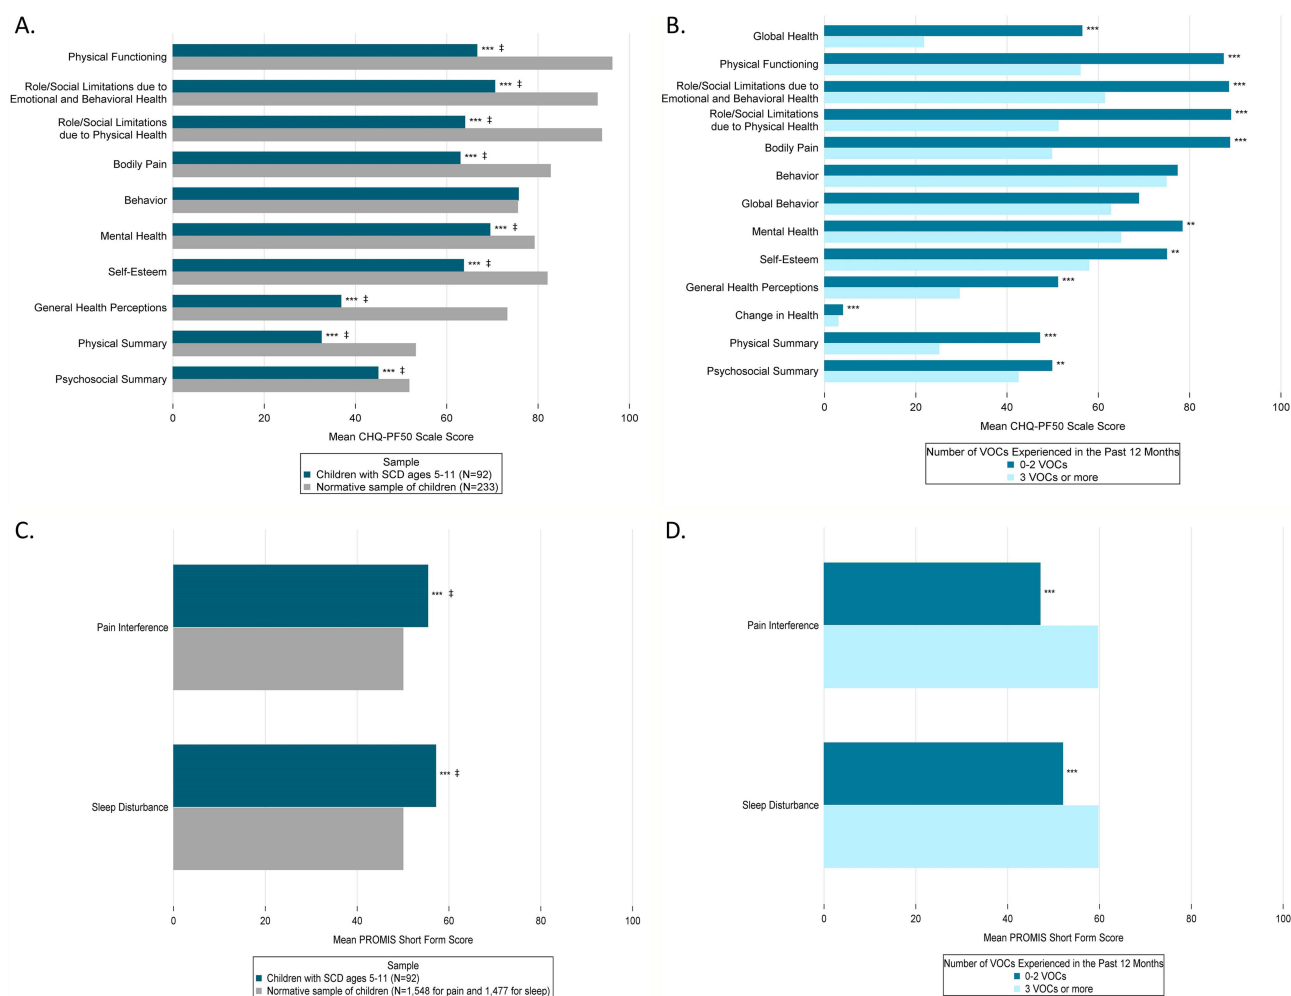 A.
Physical Functioning
*** ‡
Role/Social Limitations due to
Emotional and Behavioral Health
*** ‡
Role/Social Limitations
due to Physical Health
*** ‡
Bodily Pain
*** ‡
Behavior
Mental Health
*** ‡
Self-Esteem
*** ‡
General Health Perceptions
*** ‡
Physical Summary
*** ‡
Psychosocial Summary
*** ‡
0 20 40 60 80 100
Mean CHQ-PF50 Scale Score
Sample
Children with SCD ages 5-11 (N=92)
Normative sample of children (N=233)
B.
Global Health
***
Physical Functioning
***
Role/Social Limitations due to
Emotional and Behavioral Health
***
Role/Social Limitations
due to Physical Health
***
Bodily Pain
***
Behavior
Global Behavior
Mental Health
**
Self-Esteem
**
General Health Perceptions
***
Change in Health
***
Physical Summary
***
Psychosocial Summary
**
0 20 40 60 80 100
Mean CHQ-PF50 Scale Score
Number of VOCs Experienced in the Past 12 Months
0-2 VOCs
3 VOCs or more
C.
Pain Interference
*** ‡
Sleep Disturbance
*** ‡
0 20 40 60 80 100
Mean PROMIS Short Form Score
Sample
Children with SCD ages 5-11 (N=92)
Normative sample of children (N=1,548 for pain and 1,477 for sleep)
D.
Pain Interference
***
Sleep Disturbance
***
0 20 40 60 80 100
Mean PROMIS Short Form Score
Number of VOCs Experienced in the Past 12 Months
0-2 VOCs
3 VOCs or more